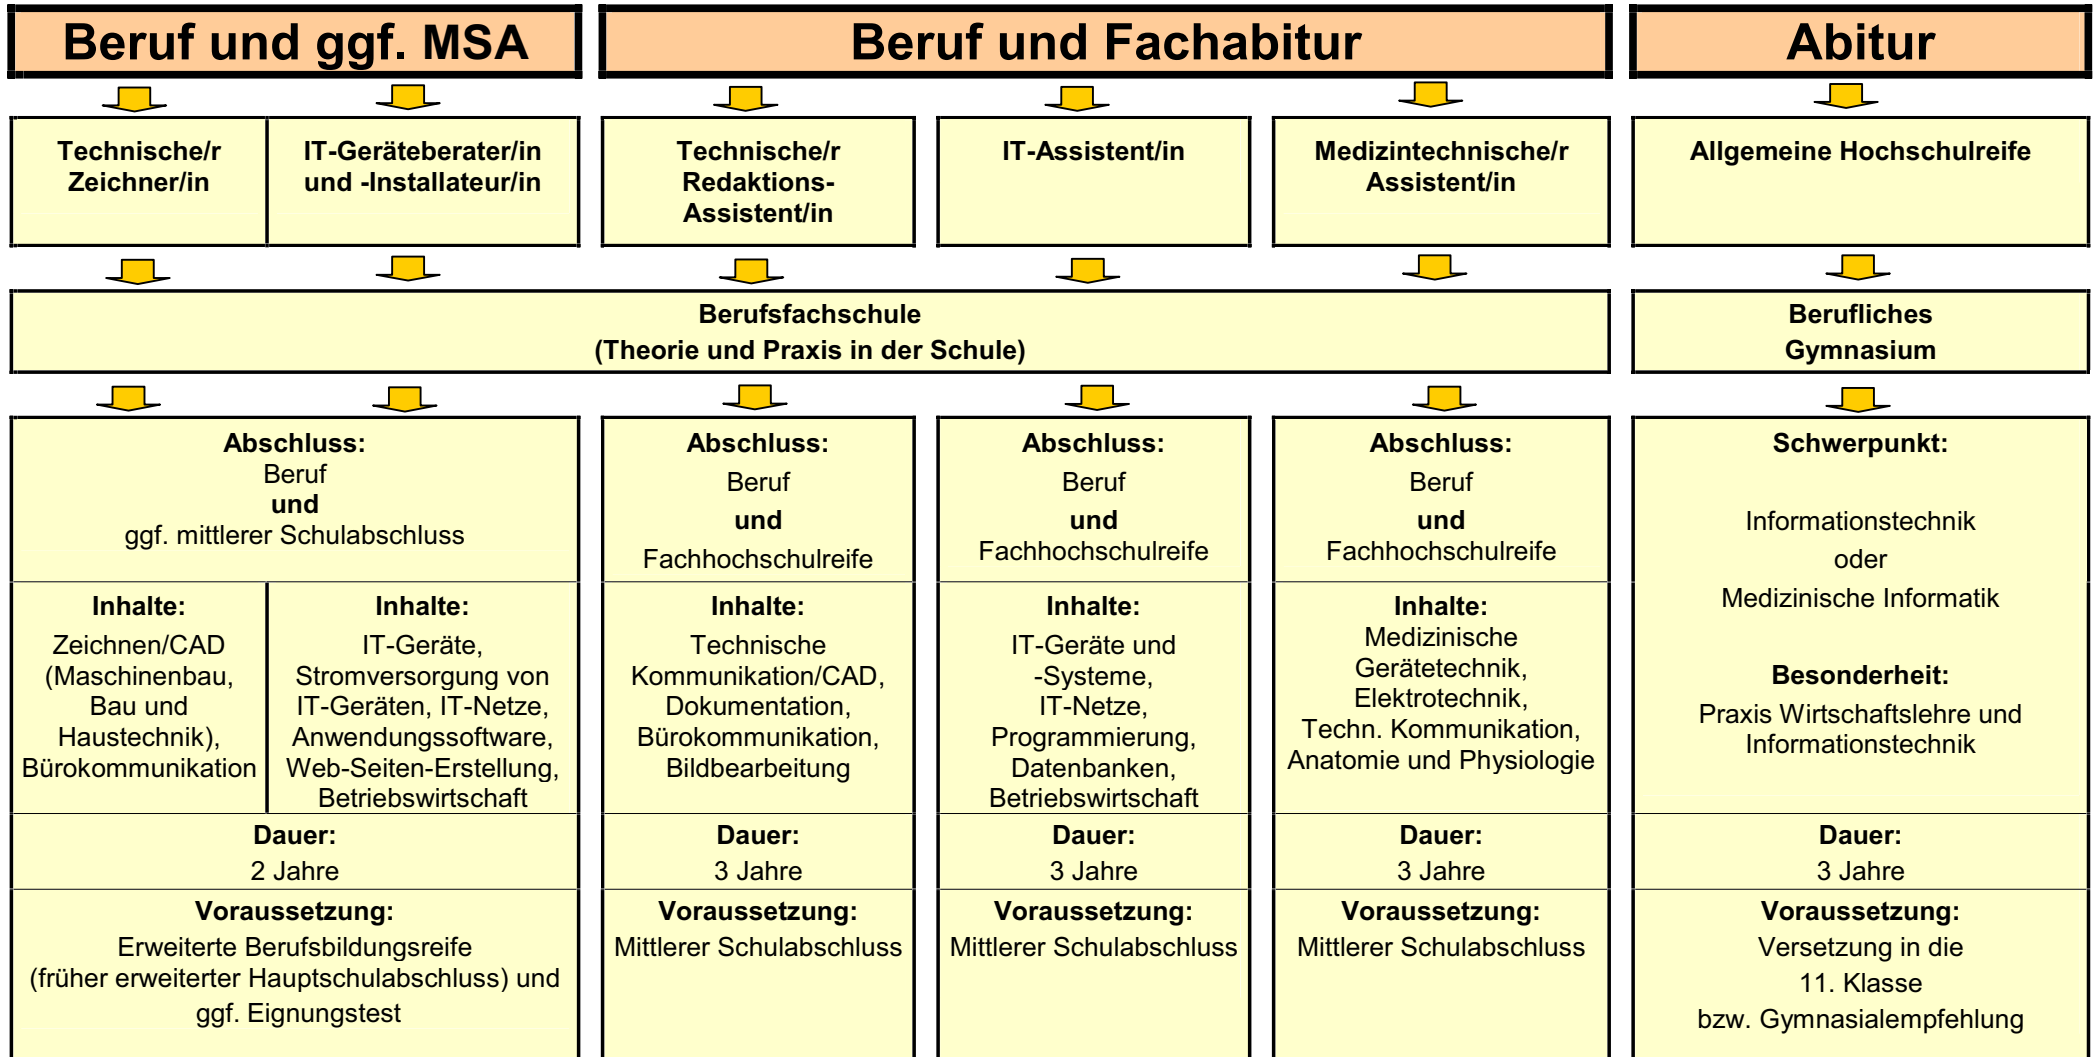 Beruf und ggf. MSA
Beruf und Fachabitur
Abitur
Technische/r
Zeichner/in
IT-Geräteberater/in
und -Installateur/in
Technische/r
Redaktions-
Assistent/in
IT-Assistent/in
Medizintechnische/r
Assistent/in
Allgemeine Hochschulreife
Berufsfachschule
(Theorie und Praxis in der Schule)
Berufliches
Gymnasium
Abschluss:
Beruf
und
ggf. mittlerer Schulabschluss
Abschluss:
Beruf
und
Fachhochschulreife
Abschluss:
Beruf
und
Fachhochschulreife
Abschluss:
Beruf
und
Fachhochschulreife
Schwerpunkt:
Informationstechnik
oder
Medizinische Informatik
Besonderheit:
Praxis Wirtschaftslehre und
Informationstechnik
Inhalte:
Zeichnen/CAD
(Maschinenbau,
Bau und
Haustechnik),
Bürokommunikation
Inhalte:
IT-Geräte,
Stromversorgung von
IT-Geräten, IT-Netze,
Anwendungssoftware,
Web-Seiten-Erstellung,
Betriebswirtschaft
Inhalte:
Technische
Kommunikation/CAD,
Dokumentation,
Bürokommunikation,
Bildbearbeitung
Inhalte:
IT-Geräte und
-Systeme,
IT-Netze,
Programmierung,
Datenbanken,
Betriebswirtschaft
Inhalte:
Medizinische
Gerätetechnik,
Elektrotechnik,
Techn. Kommunikation,
Anatomie und Physiologie
Dauer:
2 Jahre
Dauer:
3 Jahre
Dauer:
3 Jahre
Dauer:
3 Jahre
Dauer:
3 Jahre
Voraussetzung:
Erweiterte Berufsbildungsreife
(früher erweiterter Hauptschulabschluss) und
ggf. Eignungstest
Voraussetzung:
Mittlerer Schulabschluss
Voraussetzung:
Mittlerer Schulabschluss
Voraussetzung:
Mittlerer Schulabschluss
Voraussetzung:
Versetzung in die
11. Klasse
bzw. Gymnasialempfehlung